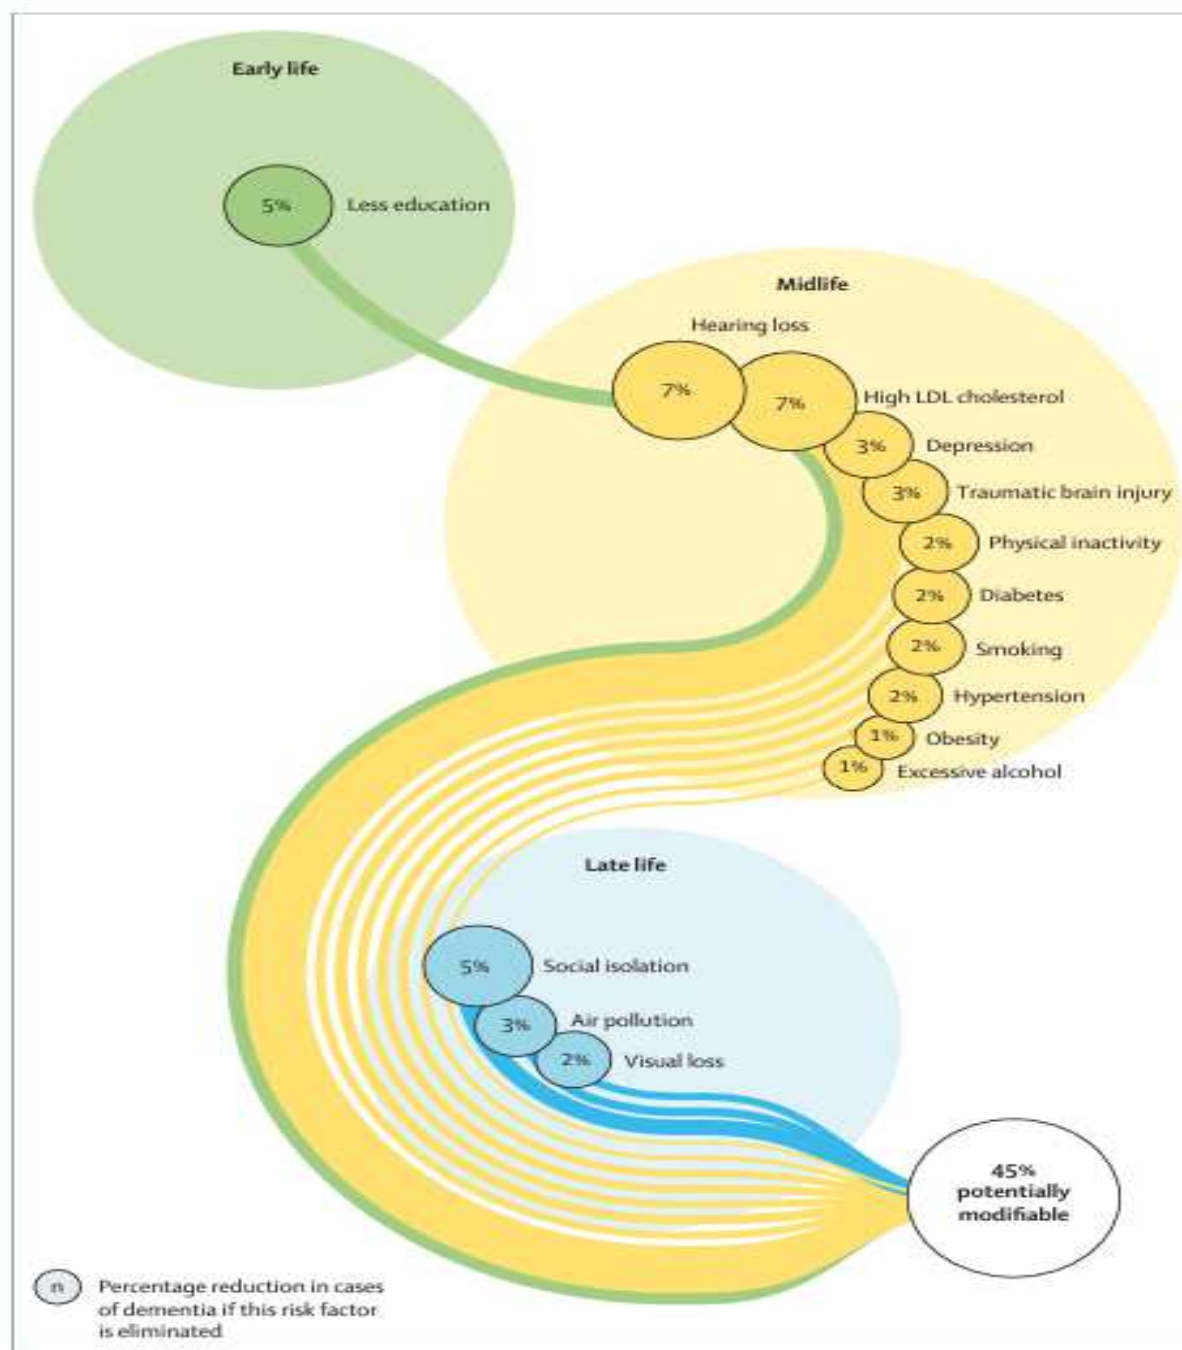 Early life
5%
Less education
Midlife
Hearing loss
7%
7%
High LDL cholesterol
3%
Depression
3%
Traumatic brain injury
2%
Physical inactivity
2%
Diabetes
2%
Smoking
2%
Hypertension
1%
Obesity
1%
Excessive alcohol
Late life
5%
Social isolation
3%
Air pollution
2%
Visual loss
45%
potentially
modifiable
n
Percentage reduction in cases
of dementia if this risk factor
is eliminated